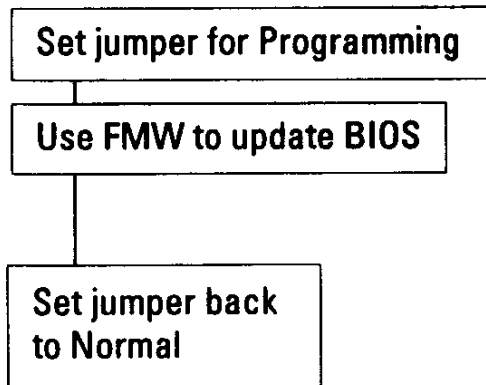 Set jumper for Programming
Use FMW to update BIOS
Set jumper back
to Normal